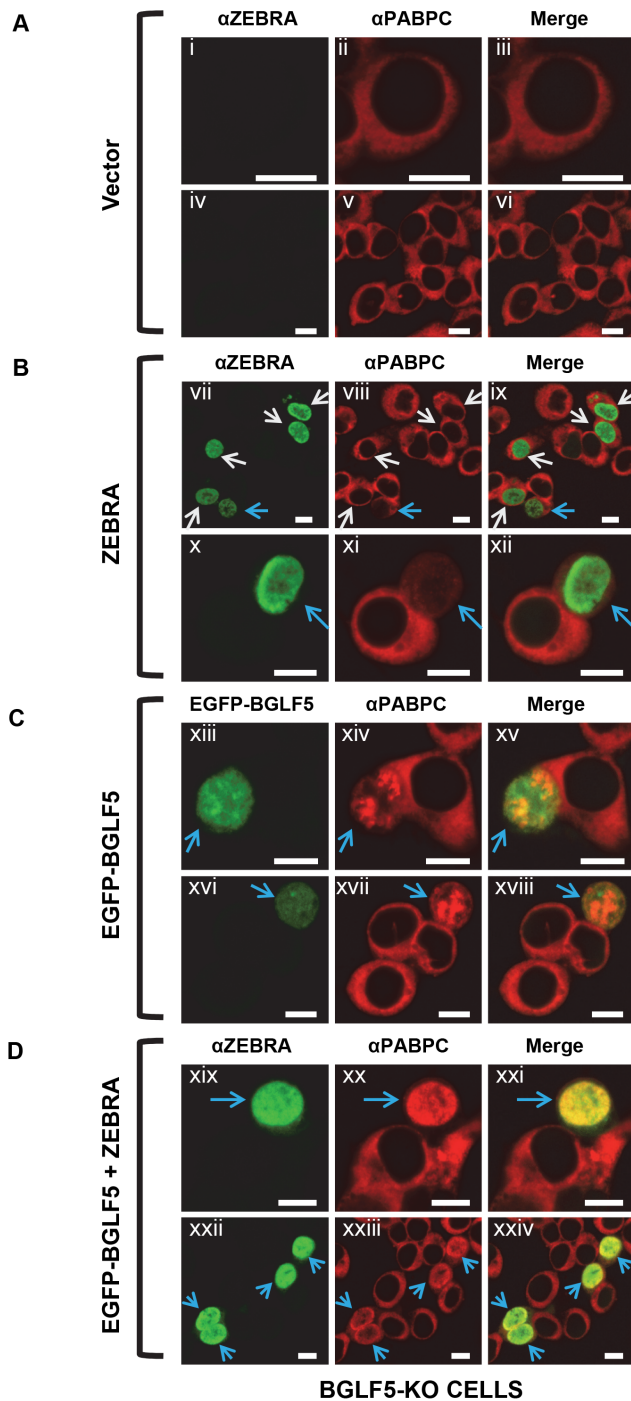 A
αZEBRA αPABPC Merge
Vector
i ii iii
iv v vi
B
αZEBRA αPABPC Merge
ZEBRA
vii viii ix
x xi xii
C
EGFP-BGLF5 αPABPC Merge
EGFP-BGLF5
xiii xiv xv
xvi xvii xviii
D
αZEBRA αPABPC Merge
EGFP-BGLF5 + ZEBRA
xix xx xxi
xxii xxiii xxiv
BGLF5-KO CELLS